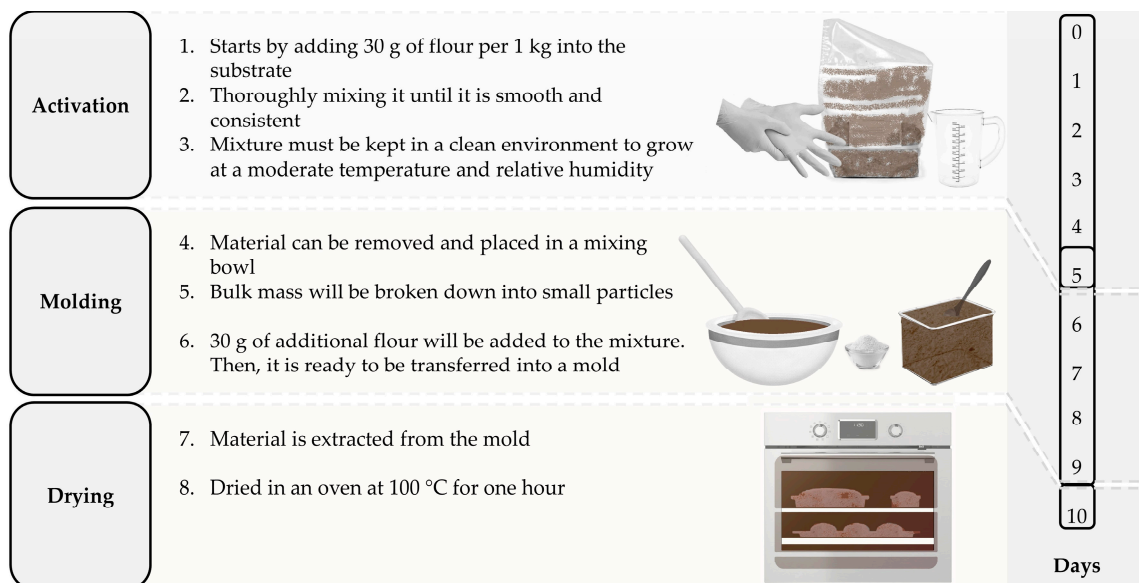 Activation
1. Starts by adding 30 g of flour per 1 kg into the
substrate
2. Thoroughly mixing it until it is smooth and
consistent
3. Mixture must be kept in a clean environment to grow
at a moderate temperature and relative humidity
Molding
4. Material can be removed and placed in a mixing
bowl
5. Bulk mass will be broken down into small particles
6. 30 g of additional flour will be added to the mixture.
Then, it is ready to be transferred into a mold
Drying
7. Material is extracted from the mold
8. Dried in an oven at 100 °C for one hour
0
1
2
3
4
5
6
7
8
9
10
Days